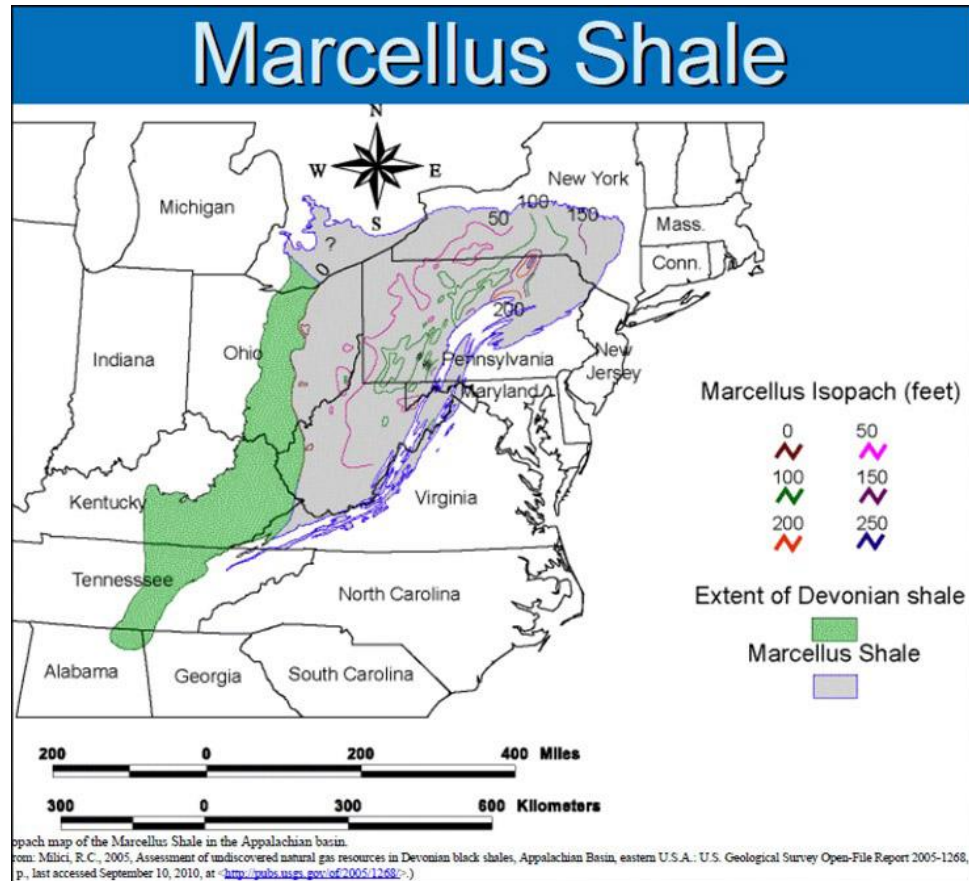 Marcellus Shale
N
W
E
S
Michigan
New York
100
50
150
Mass.
Conn.
?
0
200
Indiana
Ohio
Pennsylvania
New
Jersey
Maryland
Marcellus Isopach (feet)
0
50
100
150
200
250
Kentucky
Virginia
Tennesssee
North Carolina
Extent of Devonian shale
Marcellus Shale
Alabama
Georgia
South Carolina
200 0 200 400 Miles
300 0 300 600 Kilometers
opach map of the Marcellus Shale in the Appalachian basin.
rom: Milici, R.C., 2005, Assessment of undiscovered natural gas resources in Devonian black shales, Appalachian Basin, eastern U.S.A.: U.S. Geological Survey Open-File Report 2005-1268,
p., last accessed September 10, 2010, at <http://pubs.usgs.gov/of/2005/1268/>.)